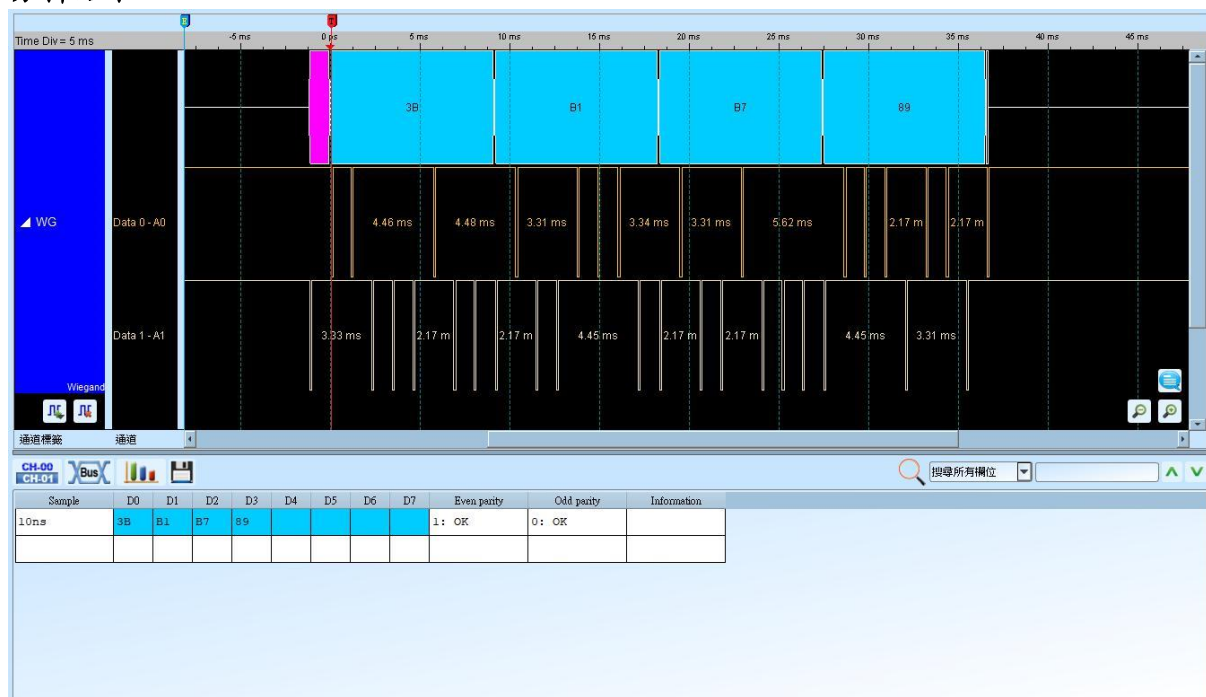 E T
Time Div = 5 ms -5 ms 0 ps 5 ms 10 ms 15 ms 20 ms 25 ms 30 ms 35 ms 40 ms 45 ms
3B B1 B7 89
WG Data 0 - A0 4.46 ms 4.48 ms 3.31 ms 3.34 ms 3.31 ms 5.62 ms 2.17 m 2.17 m
Data 1 - A1 3.33 ms 2.17 m 2.17 m 4.45 ms 2.17 m 2.17 m 4.45 ms 3.31 ms
Wiegand
通道標籤 通道
CH-00 Bus 搜尋所有欄位
CH-01
Sample D0 D1 D2 D3 D4 D5 D6 D7 Even parity Odd parity Information
10ns 3B B1 B7 89 1: OK 0: OK